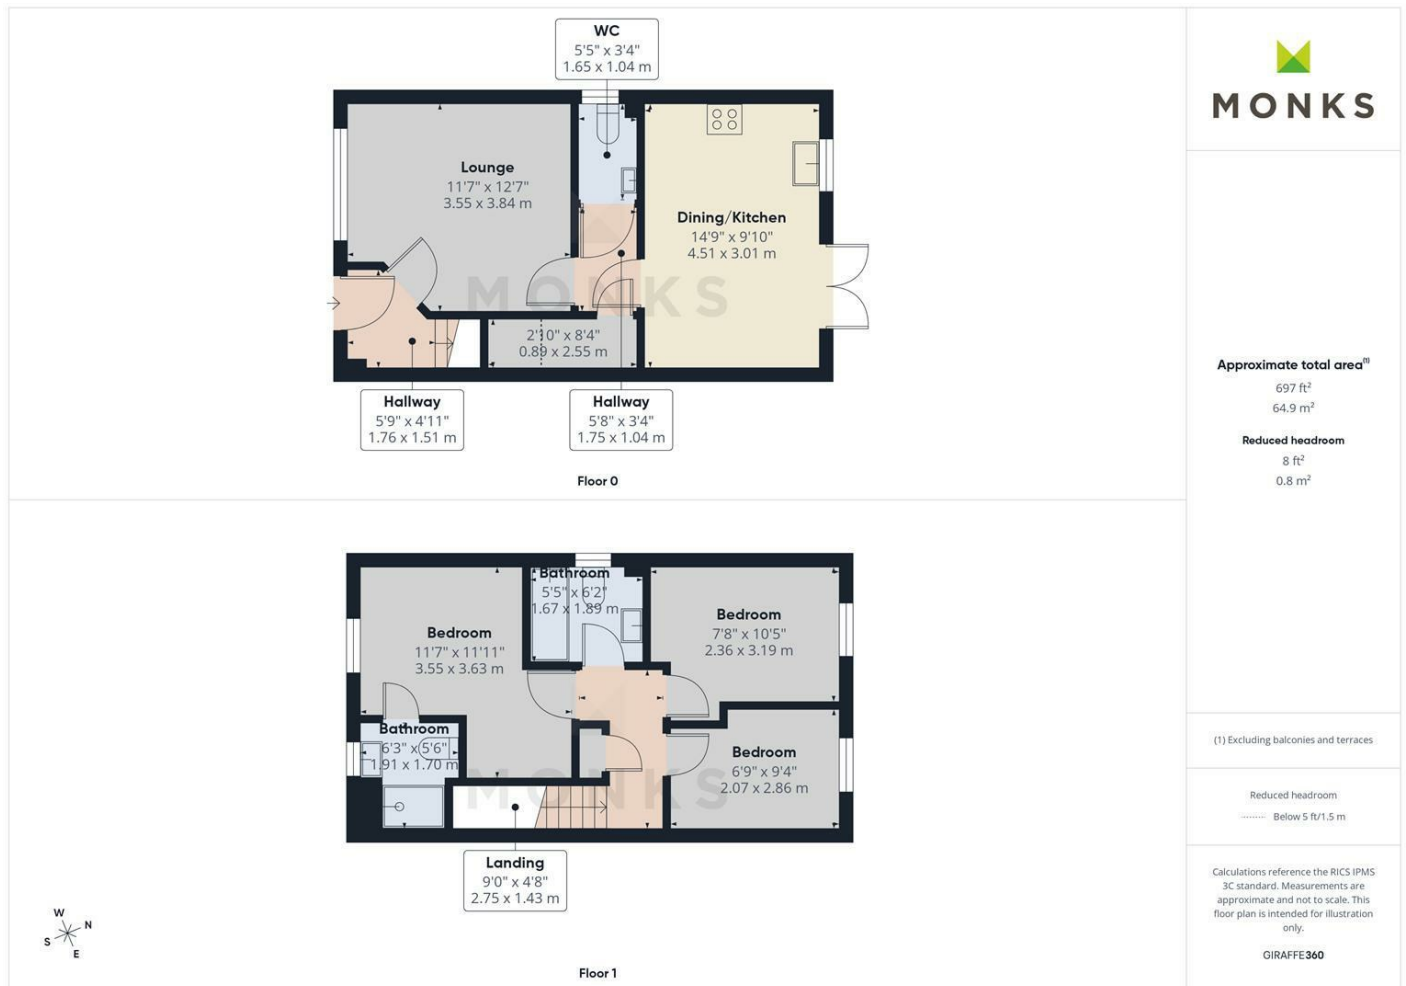 WC
5'5" x 3'4"
1.65 x 1.04 m
Lounge
11'7" x 12'7"
3.55 x 3.84 m
Dining/Kitchen
14'9" x 9'10"
4.51 x 3.01 m
MONKS
2'10" x 8'4"
0.89 x 2.55 m
Hallway
5'9" x 4'11"
1.76 x 1.51 m
Hallway
5'8" x 3'4"
1.75 x 1.04 m
Floor 0
Bathroom
5'5" x 6'2"
1.67 x 1.89 m
Bedroom
11'7" x 11'11"
3.55 x 3.63 m
Bedroom
7'8" x 10'5"
2.36 x 3.19 m
Bathroom
6'3" x 5'6"
1.91 x 1.70 m
Bedroom
6'9" x 9'4"
2.07 x 2.86 m
MONKS
Landing
9'0" x 4'8"
2.75 x 1.43 m
W
N
S
E
Floor 1
MONKS
Approximate total area(1)
697 ft²
64.9 m²
Reduced headroom
8 ft²
0.8 m²
(1) Excluding balconies and terraces
Reduced headroom
Below 5 ft/1.5 m
Calculations reference the RICS IPMS
3C standard. Measurements are
approximate and not to scale. This
floor plan is intended for illustration
only.
GIRAFFE360